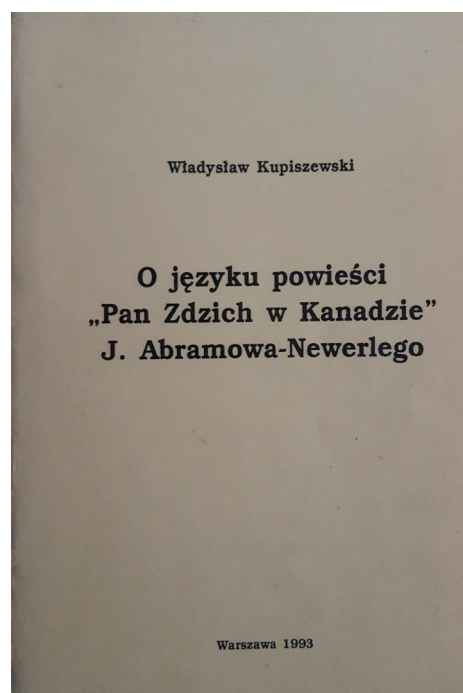 Władysław Kupiszewski
O języku powieści
„Pan Zdzich w Kanadzie”
J. Abramowa-Newerlego
Warszawa 1993